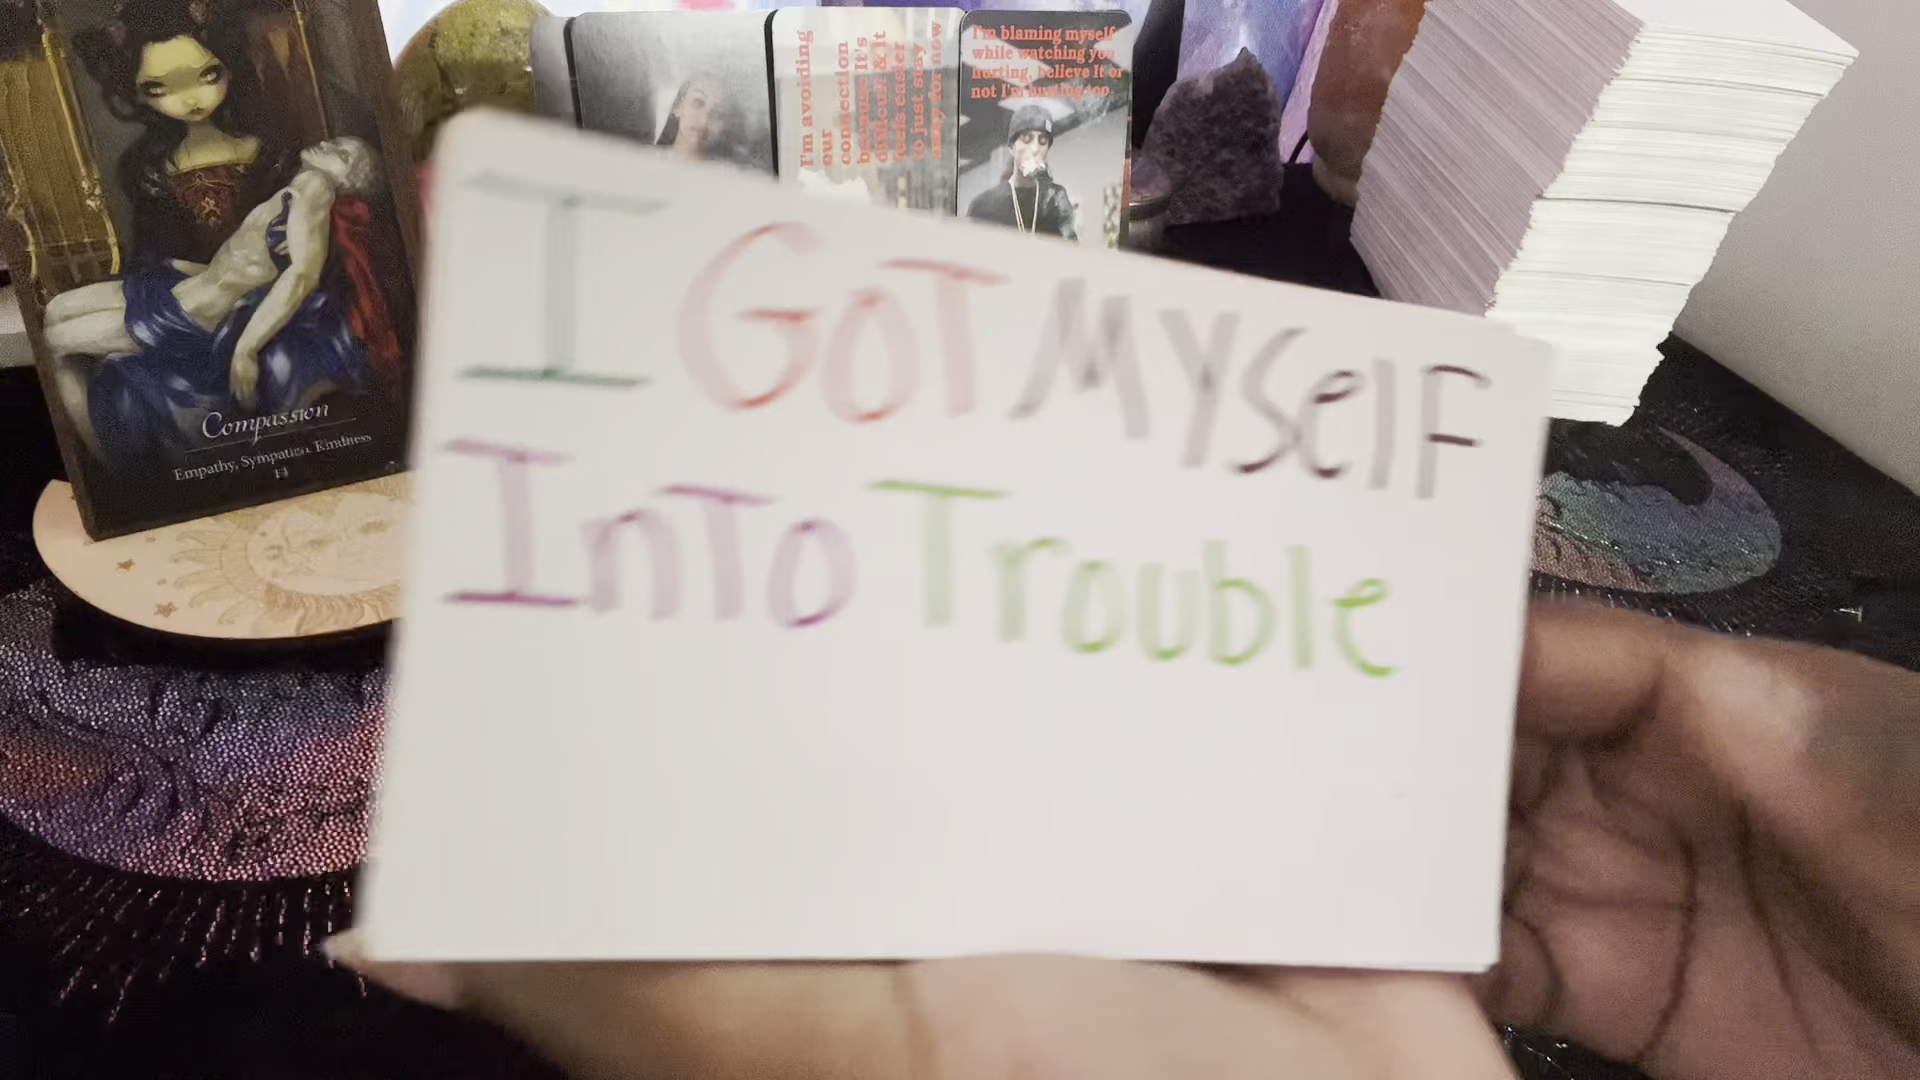 I GoT MYSelF
InTo Trouble
Compassion
Empathy, Sympathy, Kindness
I'm avoiding
our
connection
because It's
difficult & it
feels easier
to just stay
away for now
I'm blaming myself
while watching you
hurting, believe It or
not I'm hurting too